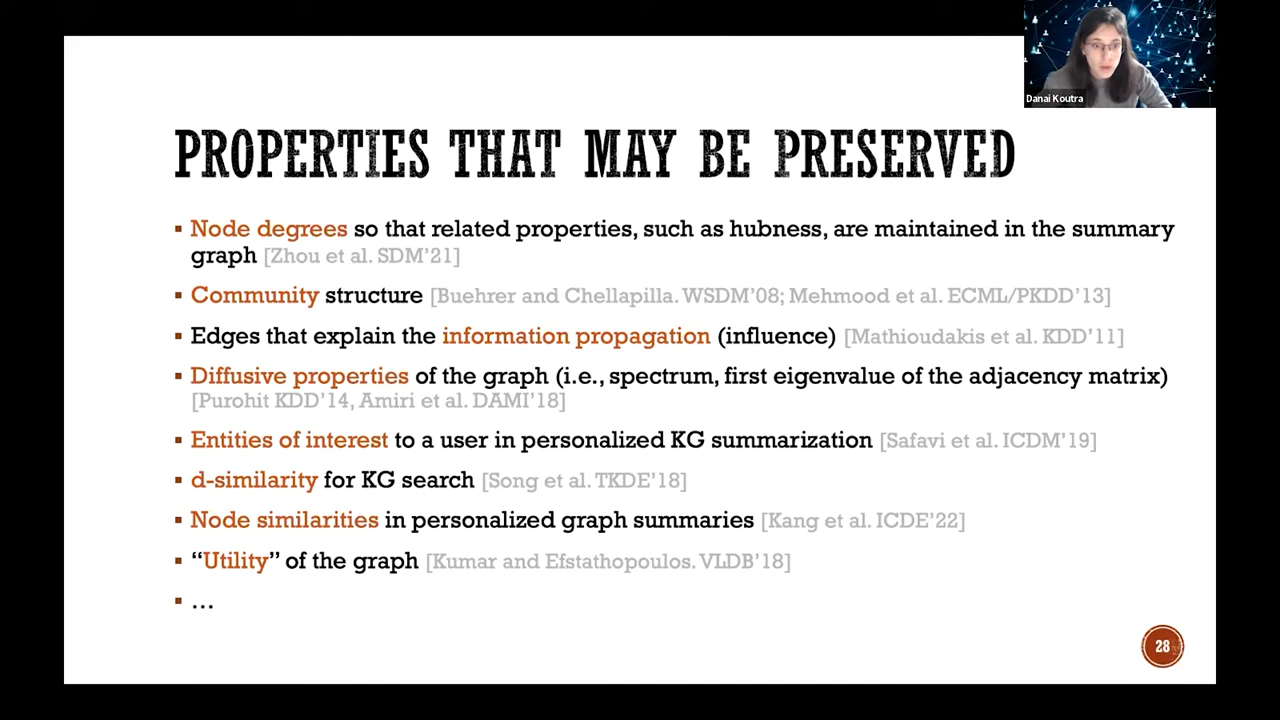 Danai Koutra
PROPERTIES THAT MAY BE PRESERVED
▪ Node degrees so that related properties, such as hubness, are maintained in the summary
graph [Zhou et al. SDM’21]
▪ Community structure [Buehrer and Chellapilla. WSDM’08; Mehmood et al. ECML/PKDD’13]
▪ Edges that explain the information propagation (influence) [Mathioudakis et al. KDD’11]
▪ Diffusive properties of the graph (i.e., spectrum, first eigenvalue of the adjacency matrix)
[Purohit KDD’14, Amiri et al. DAMI’18]
▪ Entities of interest to a user in personalized KG summarization [Safavi et al. ICDM’19]
▪ d-similarity for KG search [Song et al. TKDE’18]
▪ Node similarities in personalized graph summaries [Kang et al. ICDE’22]
▪ “Utility” of the graph [Kumar and Efstathopoulos. VLDB’18]
▪ …
28